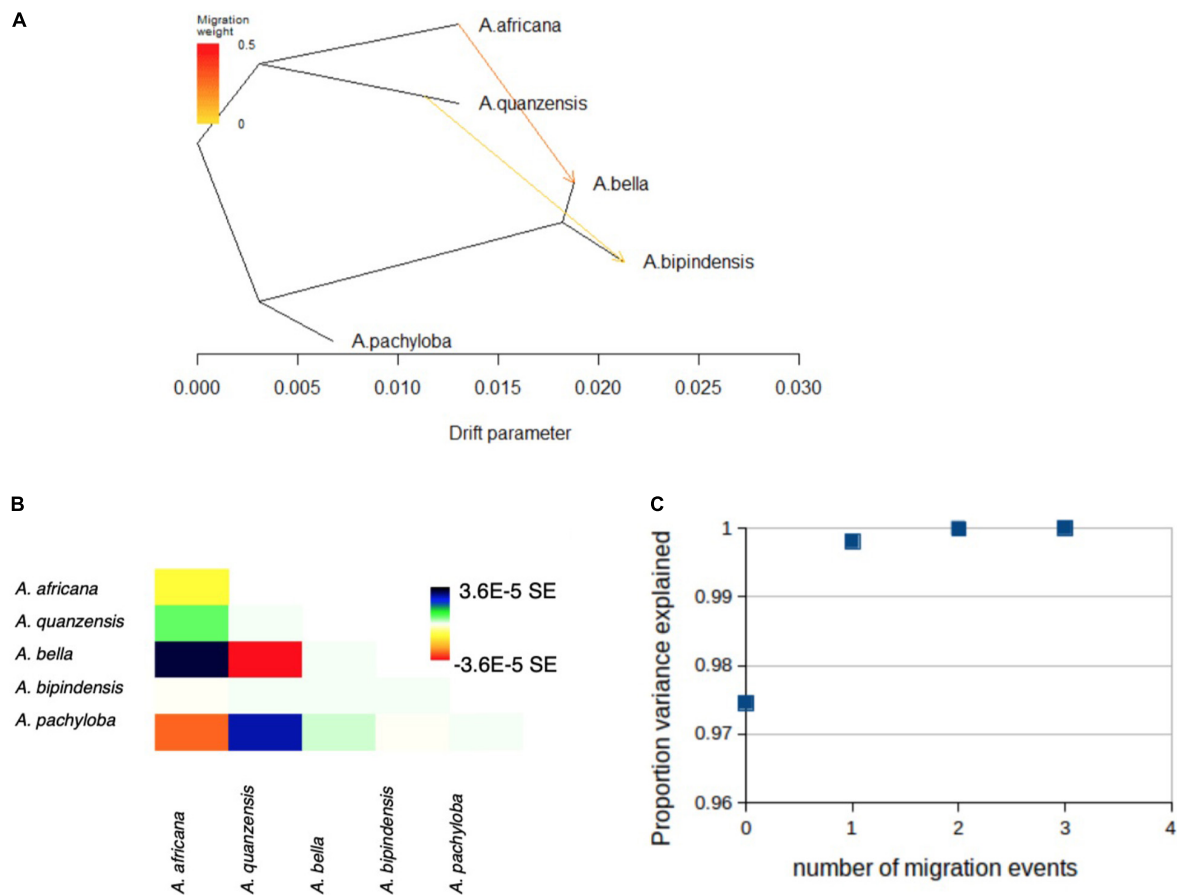 A
Migration
weight
0.5
0
A.africana
A.quanzensis
A.bella
A.bipindensis
A.pachyloba
0.000 0.005 0.010 0.015 0.020 0.025 0.030
Drift parameter
B
A. africana
A. quanzensis
A. bella
A. bipindensis
A. pachyloba
3.6E-5 SE
-3.6E-5 SE
A. africana
A. quanzensis
A. bella
A. bipindensis
A. pachyloba
C
Proportion variance explained
1
0.99
0.98
0.97
0.96
0 1 2 3 4
number of migration events